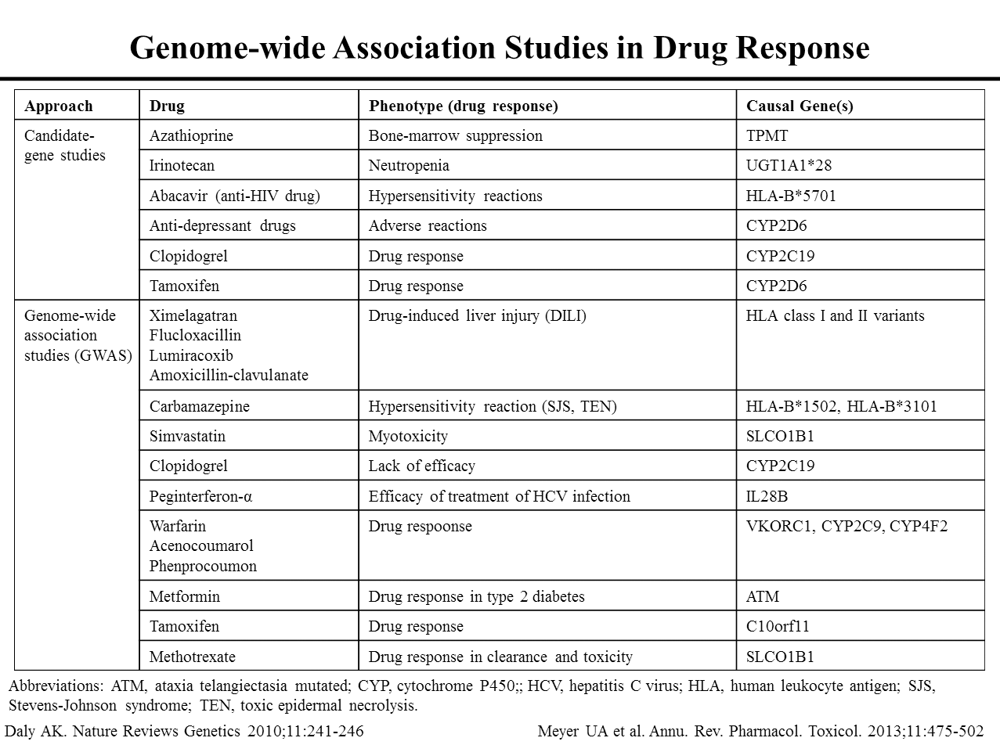 Genome-wide Association Studies in Drug Response
Approach Drug Phenotype (drug response) Causal Gene(s)
Candidate- Azathioprine Bone-marrow suppression TPMT
gene studies
Irinotecan Neutropenia UGT1A1*28
Abacavir (anti-HIV drug) Hypersensitivity reactions HLA-B*5701
Anti-depressant drugs Adverse reactions CYP2D6
Clopidogrel Drug response CYP2C19
Tamoxifen Drug response CYP2D6
Genome-wide Ximelagatran Drug-induced liver injury (DILI) HLA class I and II variants
association Flucloxacillin
studies (GWAS) Lumiracoxib
Amoxicillin-clavulanate
Carbamazepine Hypersensitivity reaction (SJS, TEN) HLA-B*1502, HLA-B*3101
Simvastatin Myotoxicity SLCO1B1
Clopidogrel Lack of efficacy CYP2C19
Peginterferon-α Efficacy of treatment of HCV infection IL28B
Warfarin Drug respoonse VKORC1, CYP2C9, CYP4F2
Acenocoumarol
Phenprocoumon
Metformin Drug response in type 2 diabetes ATM
Tamoxifen Drug response C10orf11
Methotrexate Drug response in clearance and toxicity SLCO1B1
Abbreviations: ATM, ataxia telangiectasia mutated; CYP, cytochrome P450;; HCV, hepatitis C virus; HLA, human leukocyte antigen; SJS,
Stevens-Johnson syndrome; TEN, toxic epidermal necrolysis.
Daly AK. Nature Reviews Genetics 2010;11:241-246 Meyer UA et al. Annu. Rev. Pharmacol. Toxicol. 2013;11:475-502